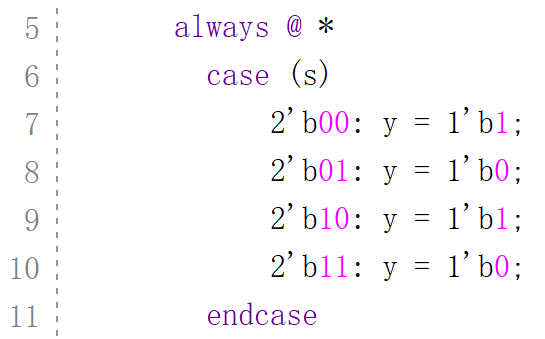 5 always @ *
6 case (s)
7 2'b00: y = 1'b1;
8 2'b01: y = 1'b0;
9 2'b10: y = 1'b1;
10 2'b11: y = 1'b0;
11 endcase